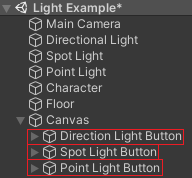 Light Example*
Main Camera
Directional Light
Spot Light
Point Light
Character
Floor
Canvas
Direction Light Button
Spot Light Button
Point Light Button